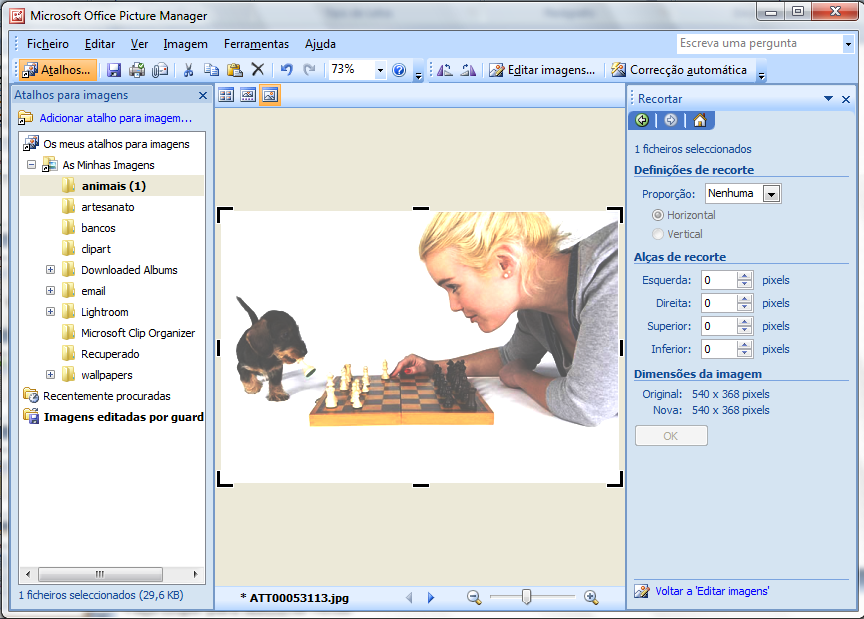 Microsoft Office Picture Manager
Ficheiro Editar Ver Imagem Ferramentas Ajuda
Escreva uma pergunta
Atalhos... 73% Editar imagens... Correcção automática
Atalhos para imagens
Adicionar atalho para imagem...
Os meus atalhos para imagens
As Minhas Imagens
animais (1)
artesanato
bancos
clipart
Downloaded Albums
email
Lightroom
Microsoft Clip Organizer
Recuperado
wallpapers
Recentemente procuradas
Imagens editadas por guard
1 ficheiros seleccionados (29,6 KB)
* ATT00053113.jpg
Recortar
1 ficheiros seleccionados
Definições de recorte
Proporção: Nenhuma
Horizontal
Vertical
Alças de recorte
Esquerda: 0 pixels
Direita: 0 pixels
Superior: 0 pixels
Inferior: 0 pixels
Dimensões da imagem
Original: 540 x 368 pixels
Nova: 540 x 368 pixels
OK
Voltar a 'Editar imagens'